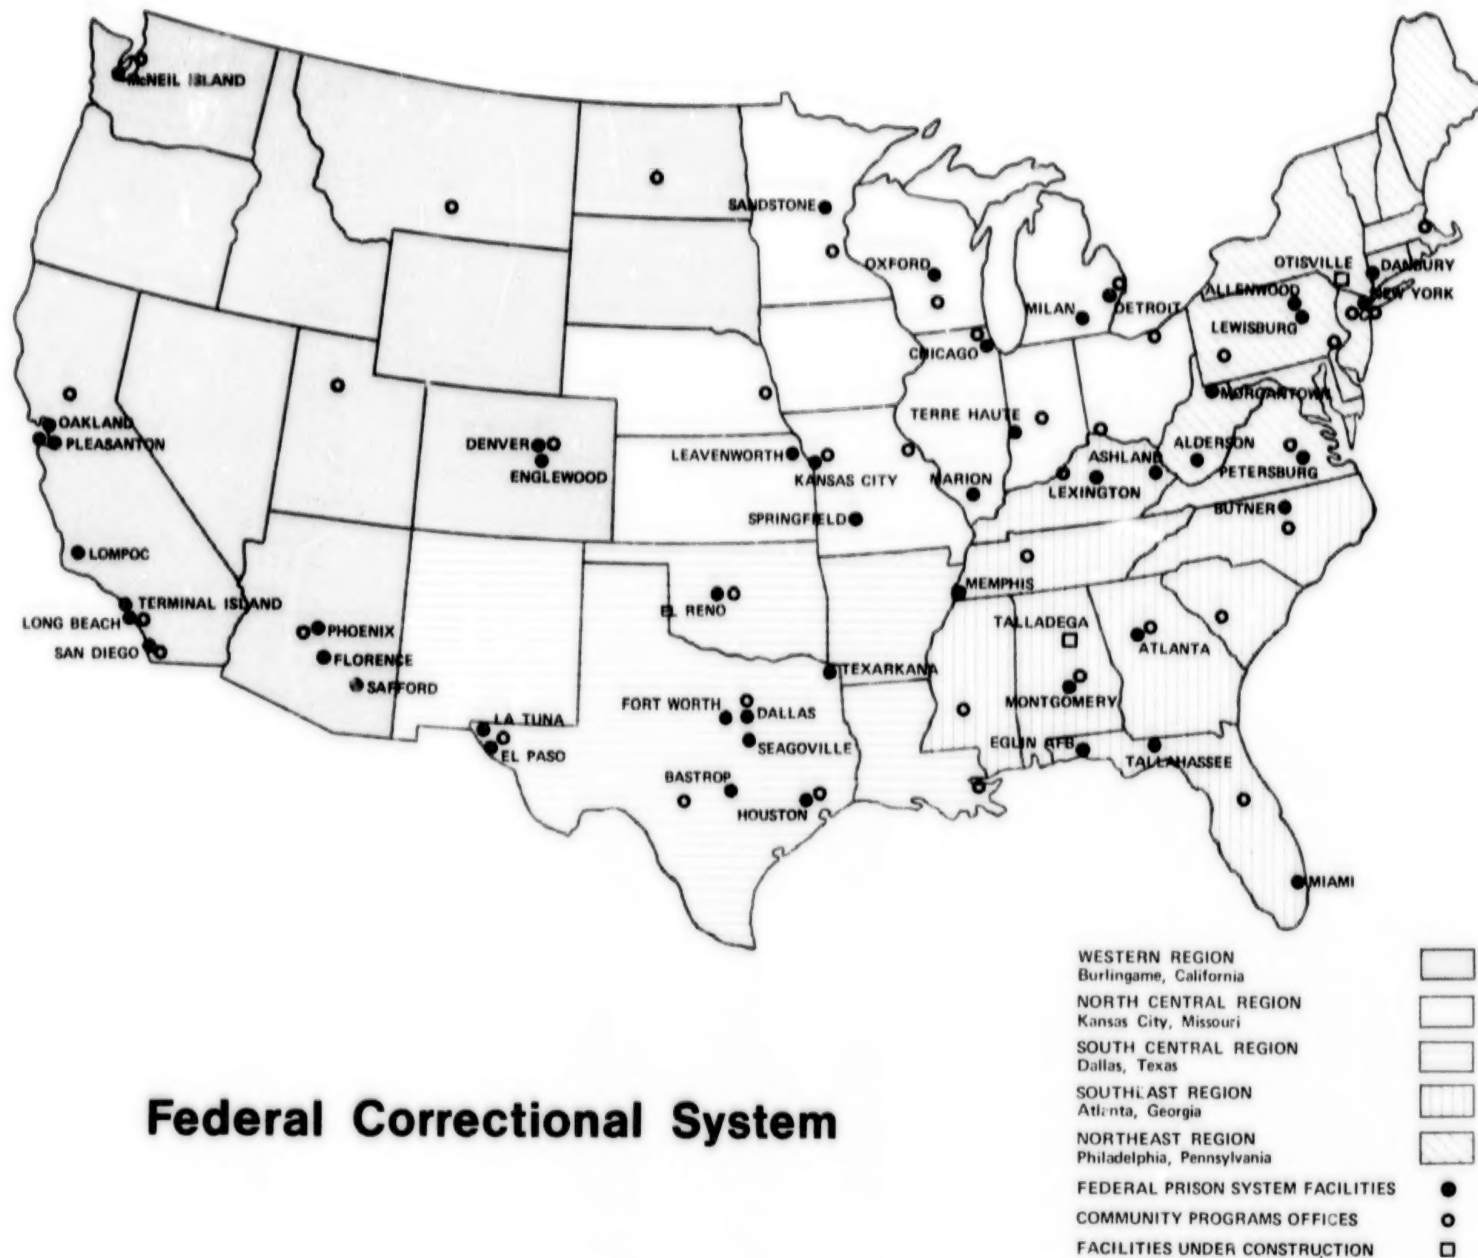 McNEIL ISLAND
SANDSTONE
OXFORD
MILAN
DETROIT
OTISVILLE
DANBURY
ALLENWOOD
NEW YORK
LEWISBURG
CHICAGO
MORGANTOWN
OAKLAND
PLEASANTON
TERRE HAUTE
DENVER
ENGLEWOOD
LEAVENWORTH
KANSAS CITY
MARION
ASHLAND
LEXINGTON
ALDERSON
PETERSBURG
SPRINGFIELD
BUTNER
LOMPOC
TERMINAL ISLAND
LONG BEACH
SAN DIEGO
PHOENIX
FLORENCE
SAFFORD
EL RENO
MEMPHIS
TALLADEGA
ATLANTA
TEXARKANA
MONTGOMERY
LA TUNA
EL PASO
FORT WORTH
DALLAS
SEAGOVILLE
EGLIN AFB
TALLAHASSEE
BASTROP
HOUSTON
MIAMI
Federal Correctional System
WESTERN REGION
Burlingame, California
NORTH CENTRAL REGION
Kansas City, Missouri
SOUTH CENTRAL REGION
Dallas, Texas
SOUTHEAST REGION
Atlanta, Georgia
NORTHEAST REGION
Philadelphia, Pennsylvania
FEDERAL PRISON SYSTEM FACILITIES
COMMUNITY PROGRAMS OFFICES
FACILITIES UNDER CONSTRUCTION